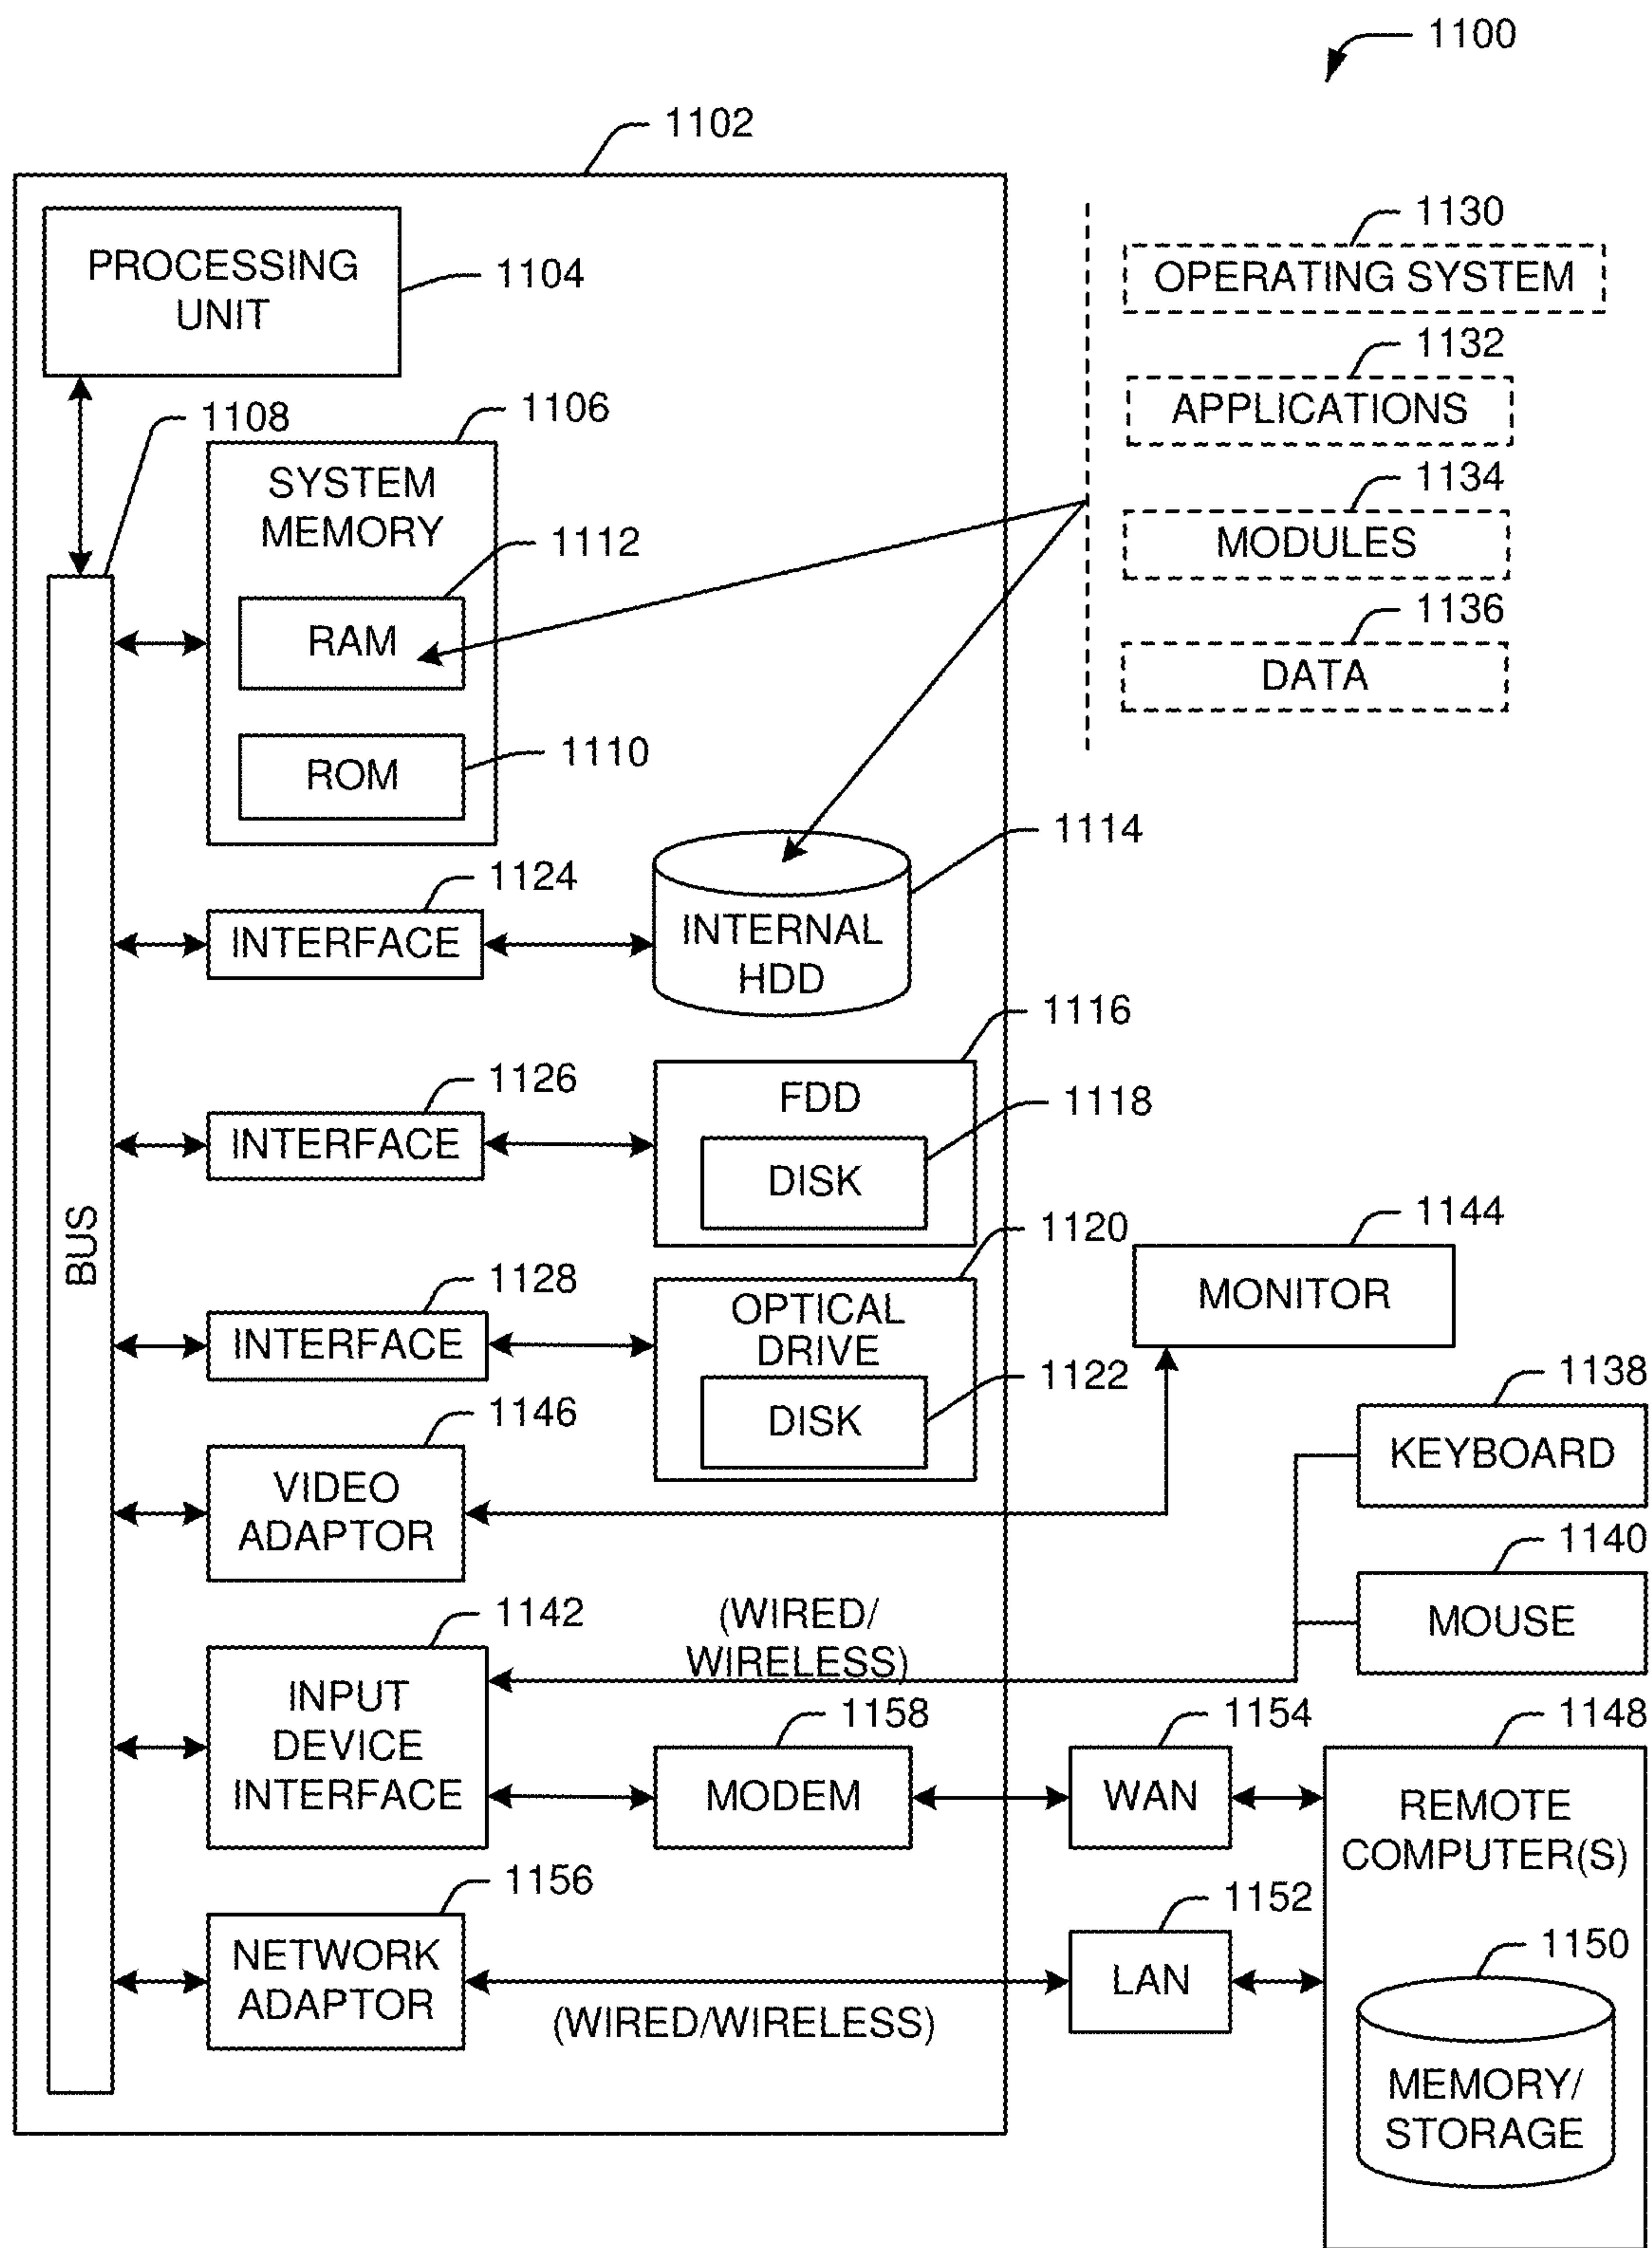 1100
1102
PROCESSING
UNIT
1104
1108
1106
SYSTEM
MEMORY
1112
RAM
1110
ROM
1130
OPERATING SYSTEM
1132
APPLICATIONS
1134
MODULES
1136
DATA
1114
INTERNAL
HDD
1124
INTERFACE
1116
FDD
1118
DISK
1126
INTERFACE
BUS
1120
OPTICAL
DRIVE
1122
DISK
1128
INTERFACE
1144
MONITOR
1146
VIDEO
ADAPTOR
1138
KEYBOARD
1140
MOUSE
1142
INPUT
DEVICE
INTERFACE
(WIRED/
WIRELESS)
1158
MODEM
1154
WAN
1148
REMOTE
COMPUTER(S)
1156
NETWORK
ADAPTOR
(WIRED/WIRELESS)
1152
LAN
1150
MEMORY/
STORAGE